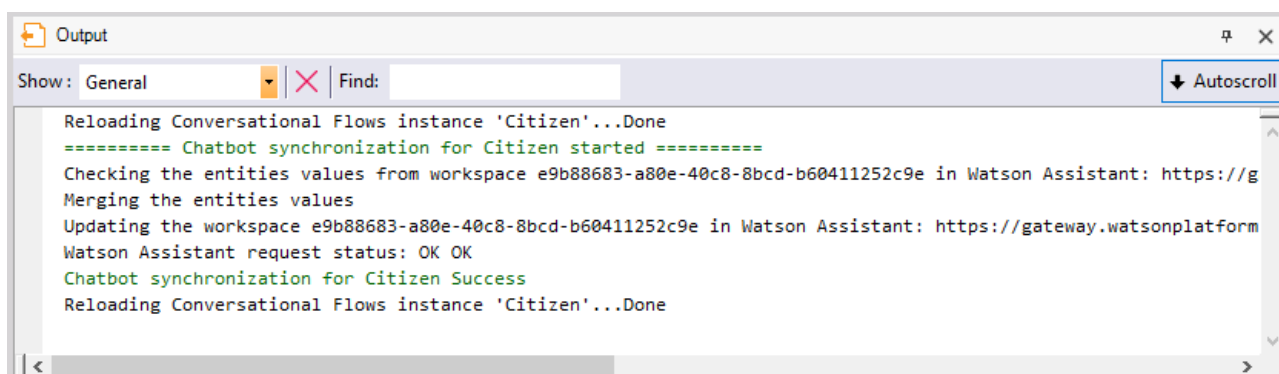 Output
Show: General Find: Autoscroll
Reloading Conversational Flows instance 'Citizen'...Done
========== Chatbot synchronization for Citizen started ==========
Checking the entities values from workspace e9b88683-a80e-40c8-8bcd-b60411252c9e in Watson Assistant: https://g
Merging the entities values
Updating the workspace e9b88683-a80e-40c8-8bcd-b60411252c9e in Watson Assistant: https://gateway.watsonplatform
Watson Assistant request status: OK OK
Chatbot synchronization for Citizen Success
Reloading Conversational Flows instance 'Citizen'...Done